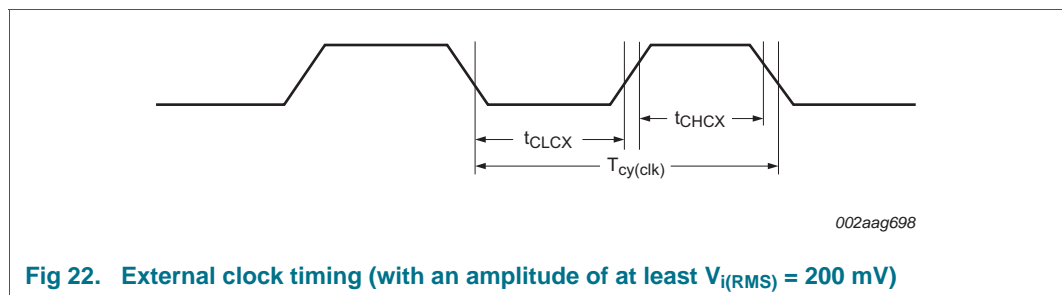 tCLCX
tCHCX
Tcy(clk)
002aag698
Fig 22. External clock timing (with an amplitude of at least Vi(RMS) = 200 mV)